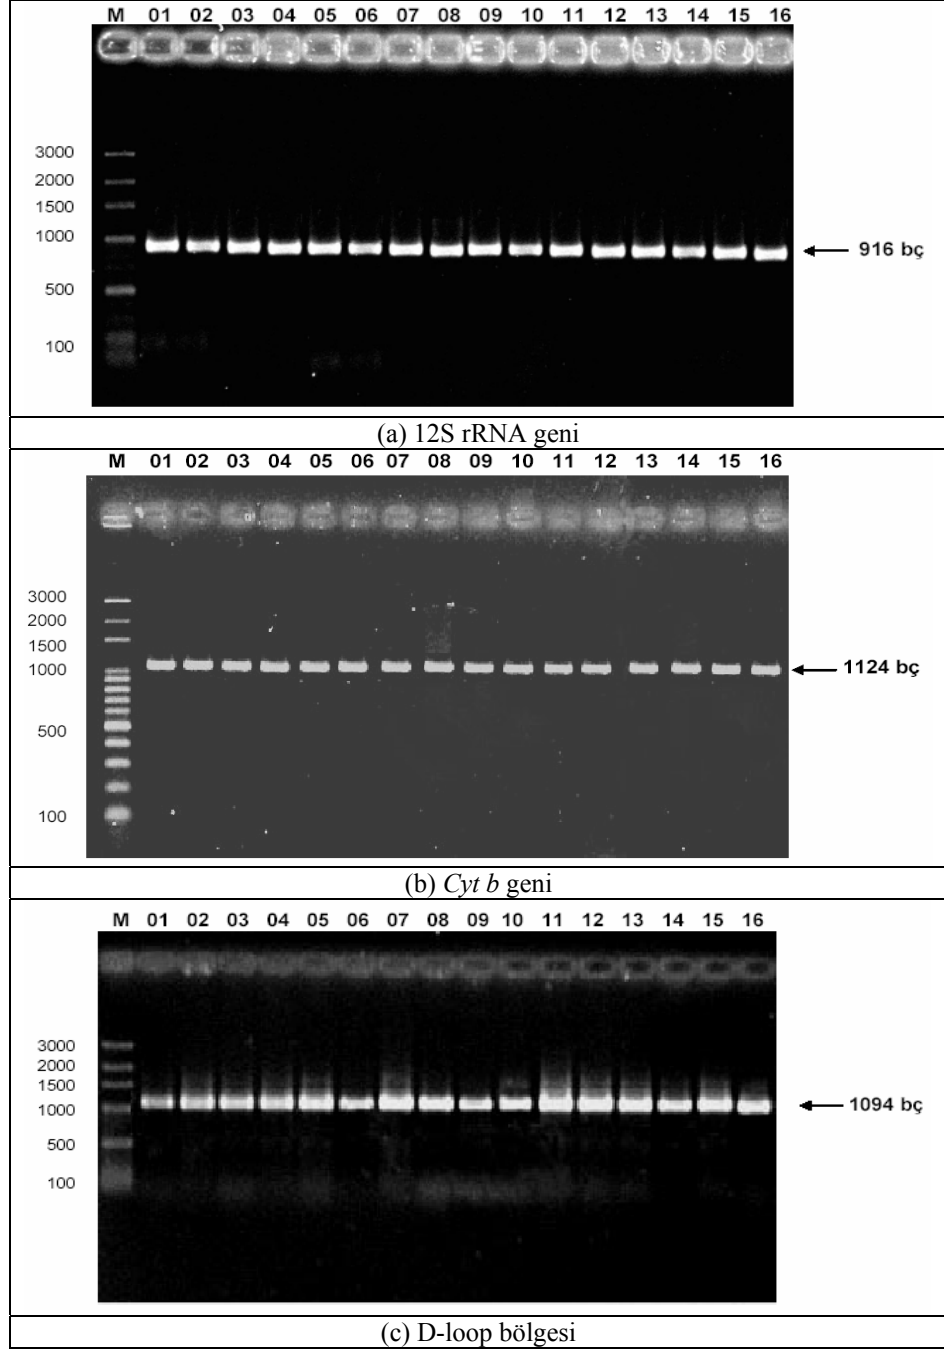 M 01 02 03 04 05 06 07 08 09 10 11 12 13 14 15 16
3000
2000
1500
1000
916 bç
500
100
(a) 12S rRNA geni
M 01 02 03 04 05 06 07 08 09 10 11 12 13 14 15 16
3000
2000
1500
1000
1124 bç
500
100
(b) Cyt b geni
M 01 02 03 04 05 06 07 08 09 10 11 12 13 14 15 16
3000
2000
1500
1000
1094 bç
500
100
(c) D-loop bölgesi